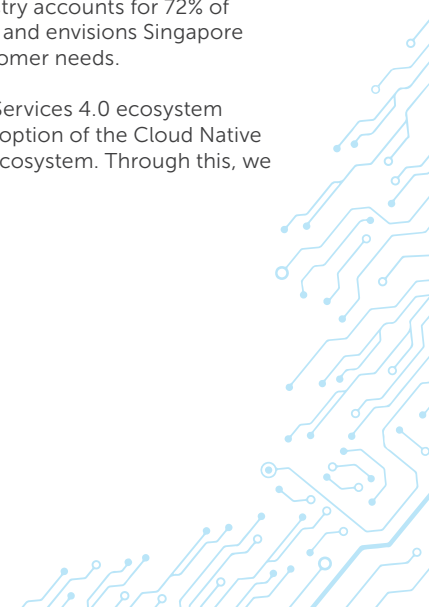 try accounts for 72% of
and envisions Singapore
omer needs.
Services 4.0 ecosystem
option of the Cloud Native
cosystem. Through this, we